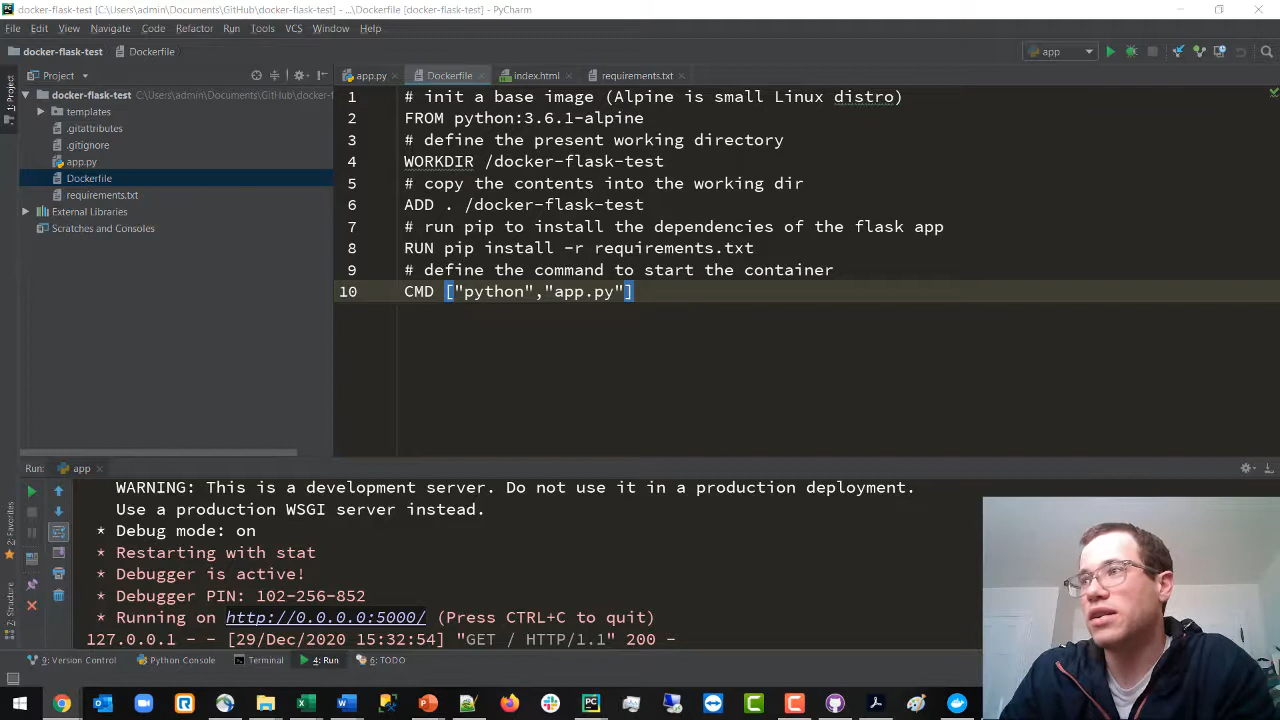 docker-flask-test [C:\Users\admin\Documents\GitHub\docker-flask-test] - ...\Dockerfile [docker-flask-test] - PyCharm
File Edit View Navigate Code Refactor Run Tools VCS Window Help
docker-flask-test Dockerfile app
Project app.py Dockerfile index.html requirements.txt
1: Project
docker-flask-test C:\Users\admin\Documents\GitHub\docker-f
templates
.gitattributes
.gitignore
app.py
Dockerfile
requirements.txt
External Libraries
Scratches and Consoles
1 # init a base image (Alpine is small Linux distro)
2 FROM python:3.6.1-alpine
3 # define the present working directory
4 WORKDIR /docker-flask-test
5 # copy the contents into the working dir
6 ADD . /docker-flask-test
7 # run pip to install the dependencies of the flask app
8 RUN pip install -r requirements.txt
9 # define the command to start the container
10 CMD ["python","app.py"]
Run: app
2: Favorites
Z: Structure
WARNING: This is a development server. Do not use it in a production deployment.
Use a production WSGI server instead.
* Debug mode: on
* Restarting with stat
* Debugger is active!
* Debugger PIN: 102-256-852
* Running on http://0.0.0.0:5000/ (Press CTRL+C to quit)
127.0.0.1 - - [29/Dec/2020 15:32:54] "GET / HTTP/1.1" 200 -
9: Version Control Python Console Terminal 4: Run 6: TODO